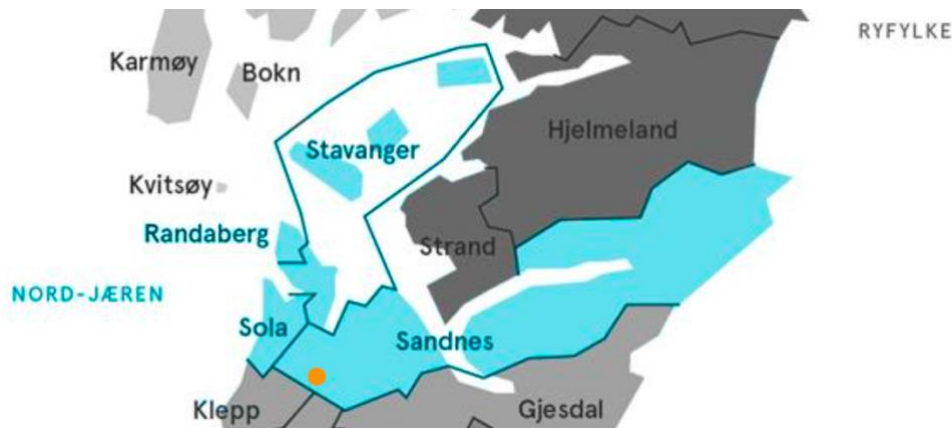 RYFYLKE
Karmøy
Bokn
Hjelmeland
Stavanger
Kvitsøy
Randaberg
Strand
NORD-JÆREN
Sola
Sandnes
Klepp
Gjesdal